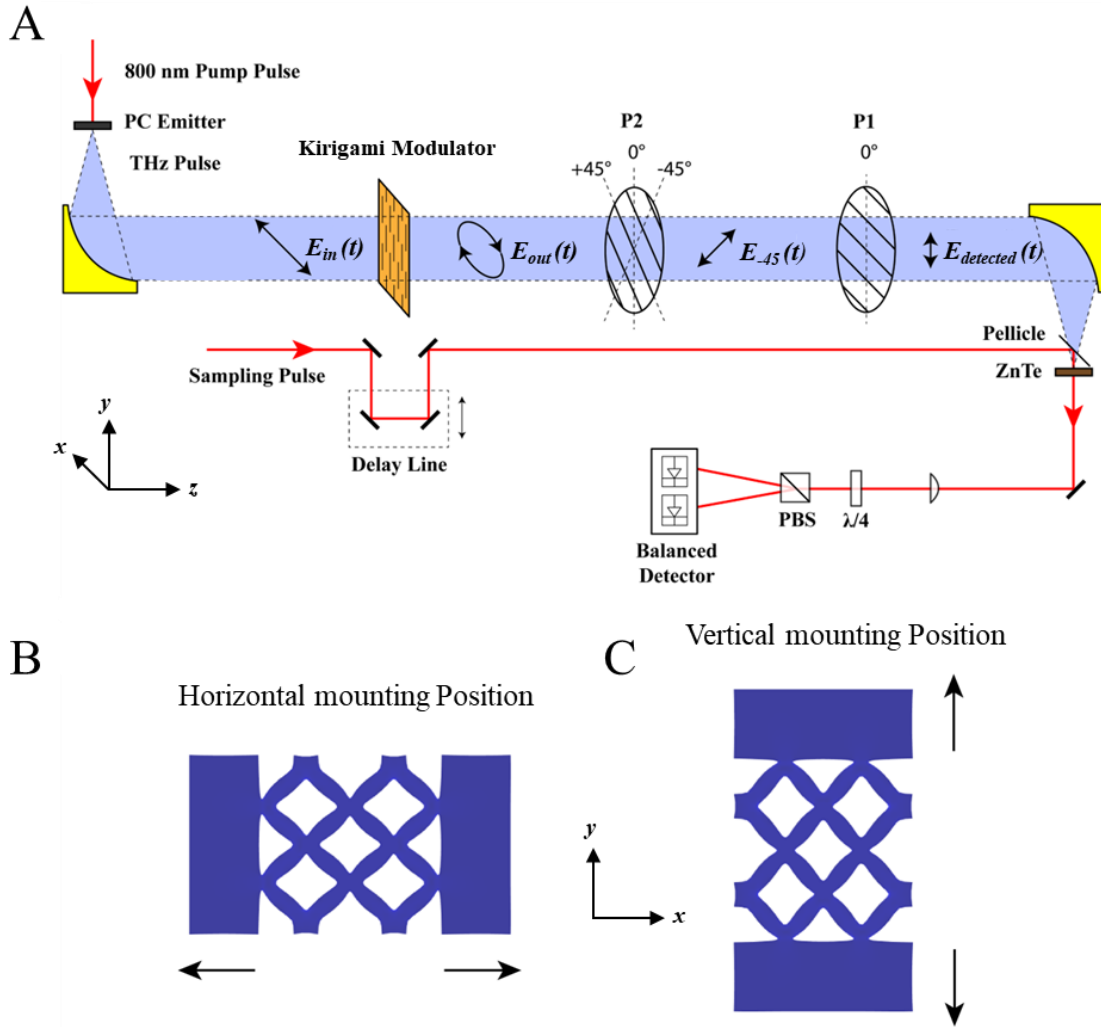 A
800 nm Pump Pulse
PC Emitter
THz Pulse
Kirigami Modulator
P2
0°
+45°
-45°
P1
0°
E_in(t)
E_out(t)
E_-45(t)
E_detected(t)
Pellicle
ZnTe
Sampling Pulse
Delay Line
y
x
z
PBS
λ/4
Balanced
Detector
B
Horizontal mounting Position
C
Vertical mounting Position
y
x